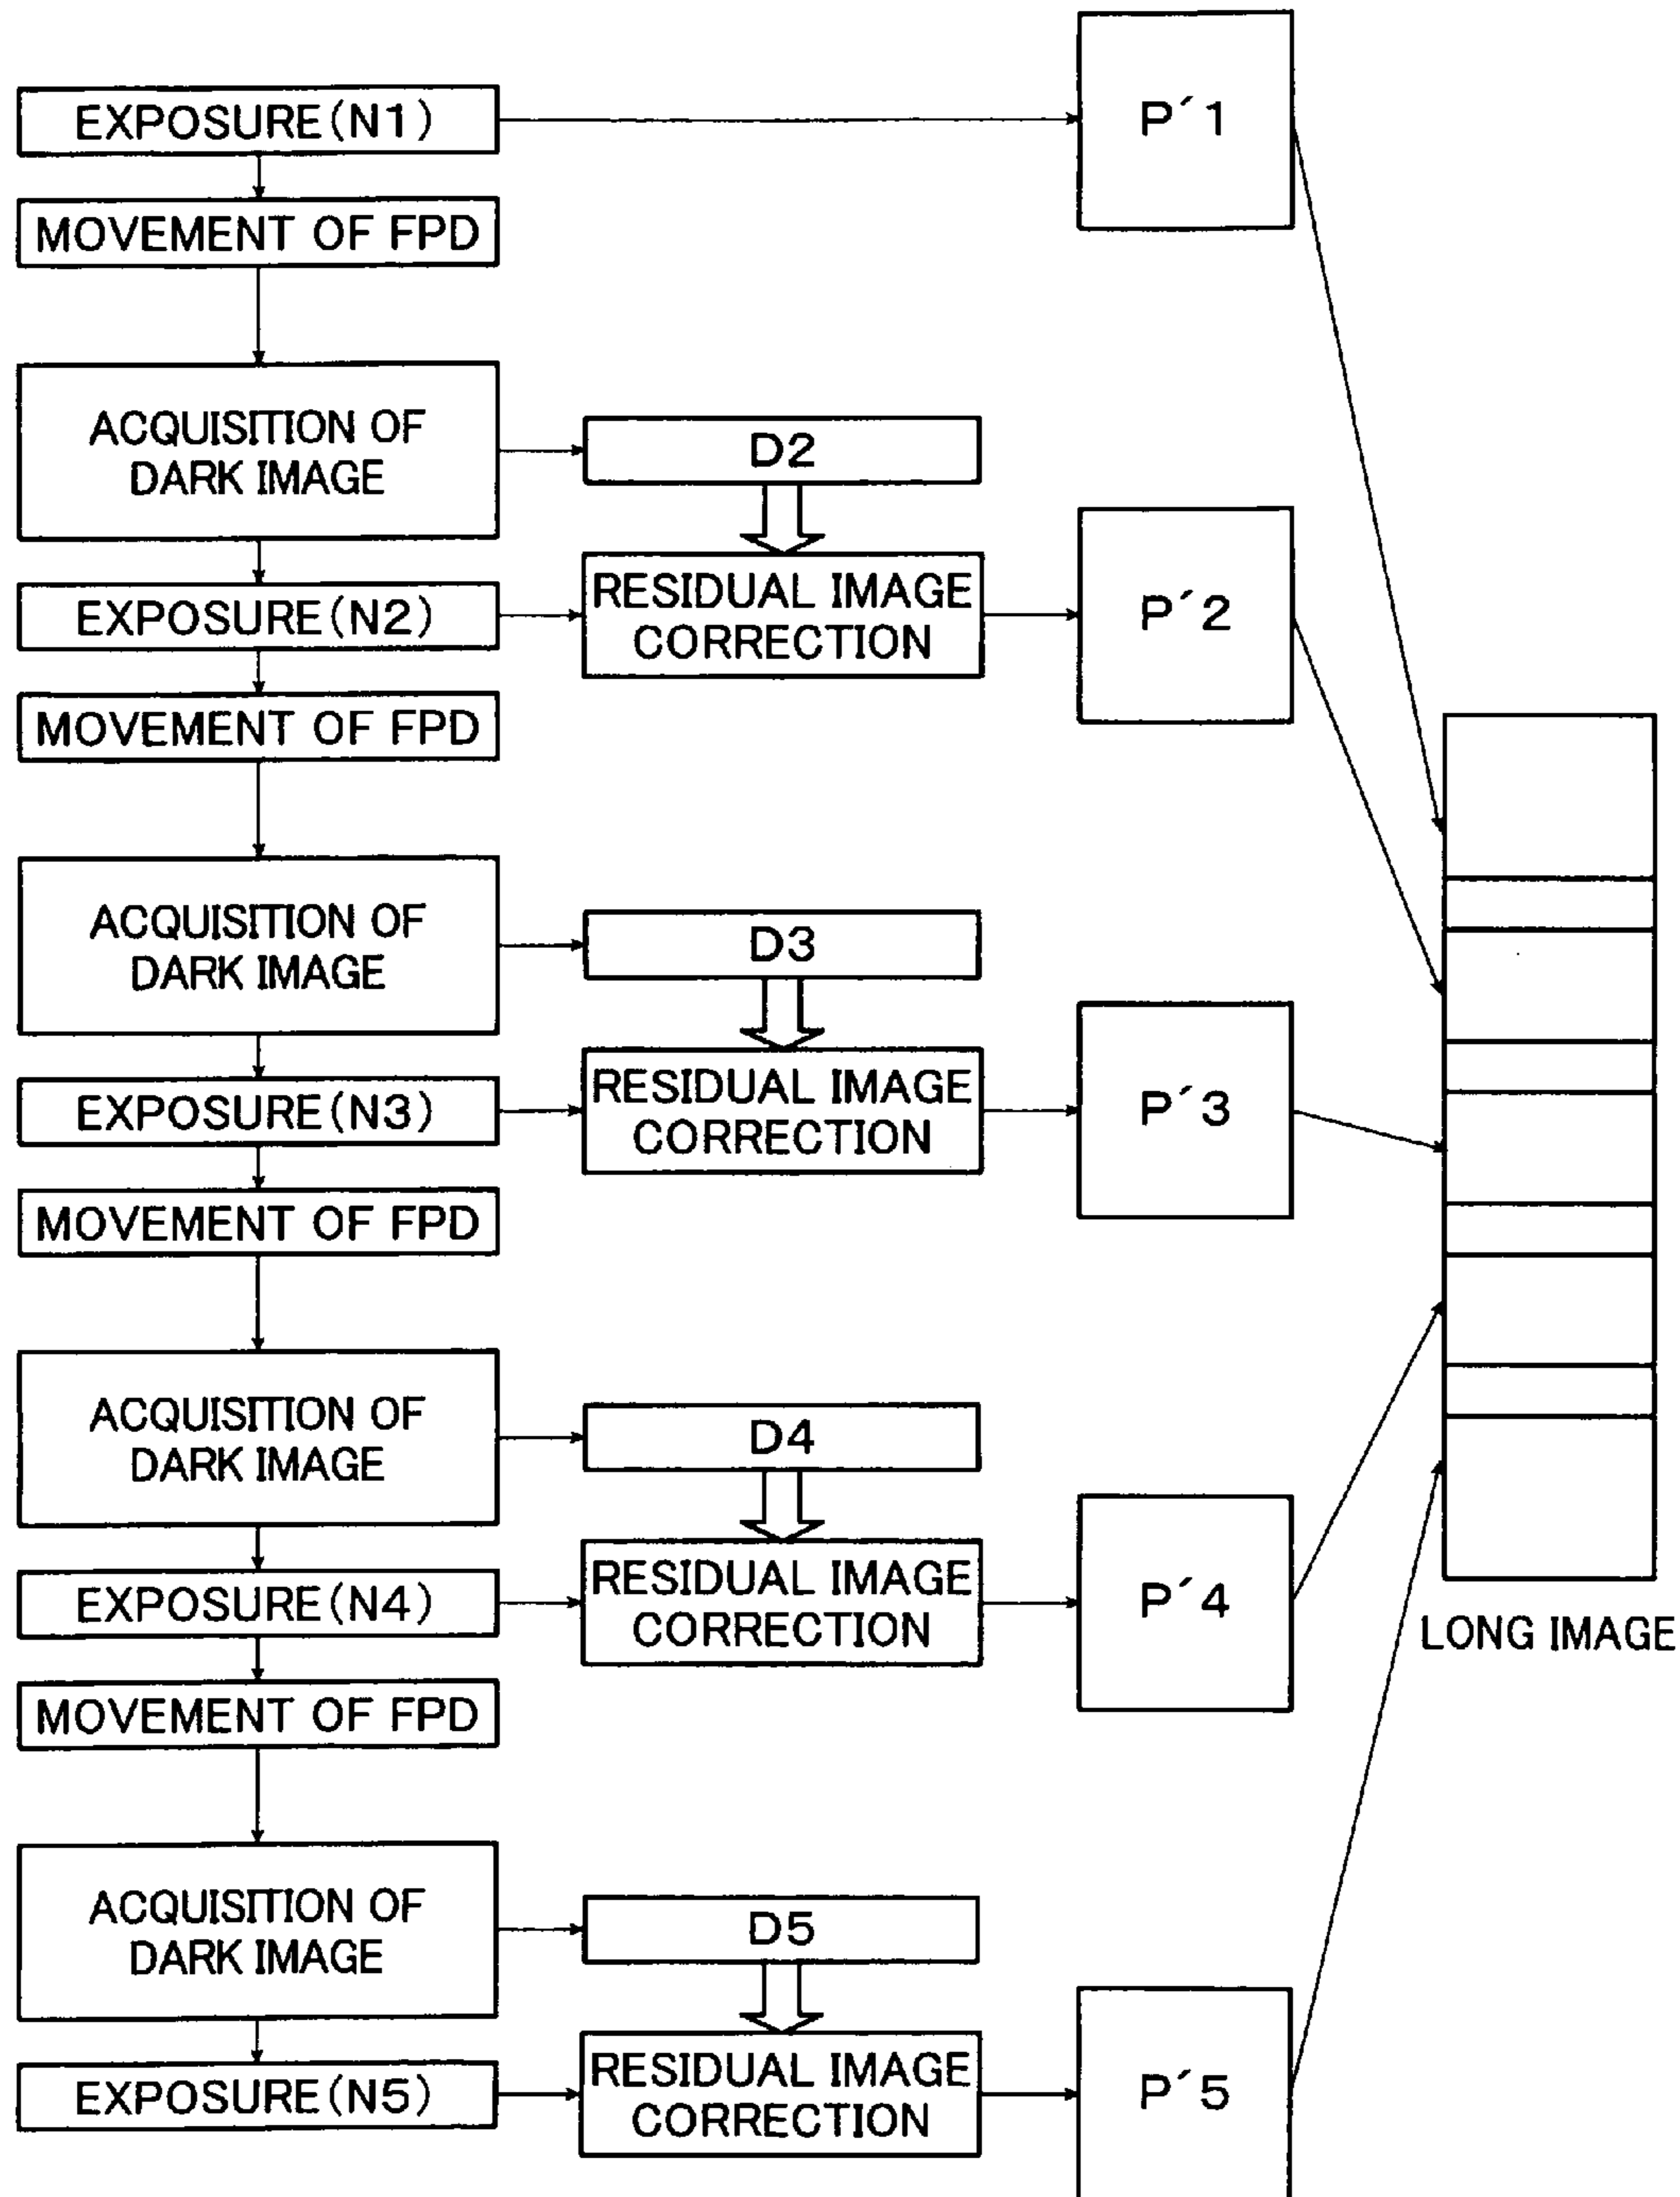 EXPOSURE(N1)
P´1
MOVEMENT OF FPD
ACQUISITION OF
DARK IMAGE
D2
EXPOSURE(N2)
RESIDUAL IMAGE
CORRECTION
P´2
MOVEMENT OF FPD
ACQUISITION OF
DARK IMAGE
D3
EXPOSURE(N3)
RESIDUAL IMAGE
CORRECTION
P´3
MOVEMENT OF FPD
ACQUISITION OF
DARK IMAGE
D4
EXPOSURE(N4)
RESIDUAL IMAGE
CORRECTION
P´4
LONG IMAGE
MOVEMENT OF FPD
ACQUISITION OF
DARK IMAGE
D5
EXPOSURE(N5)
RESIDUAL IMAGE
CORRECTION
P´5